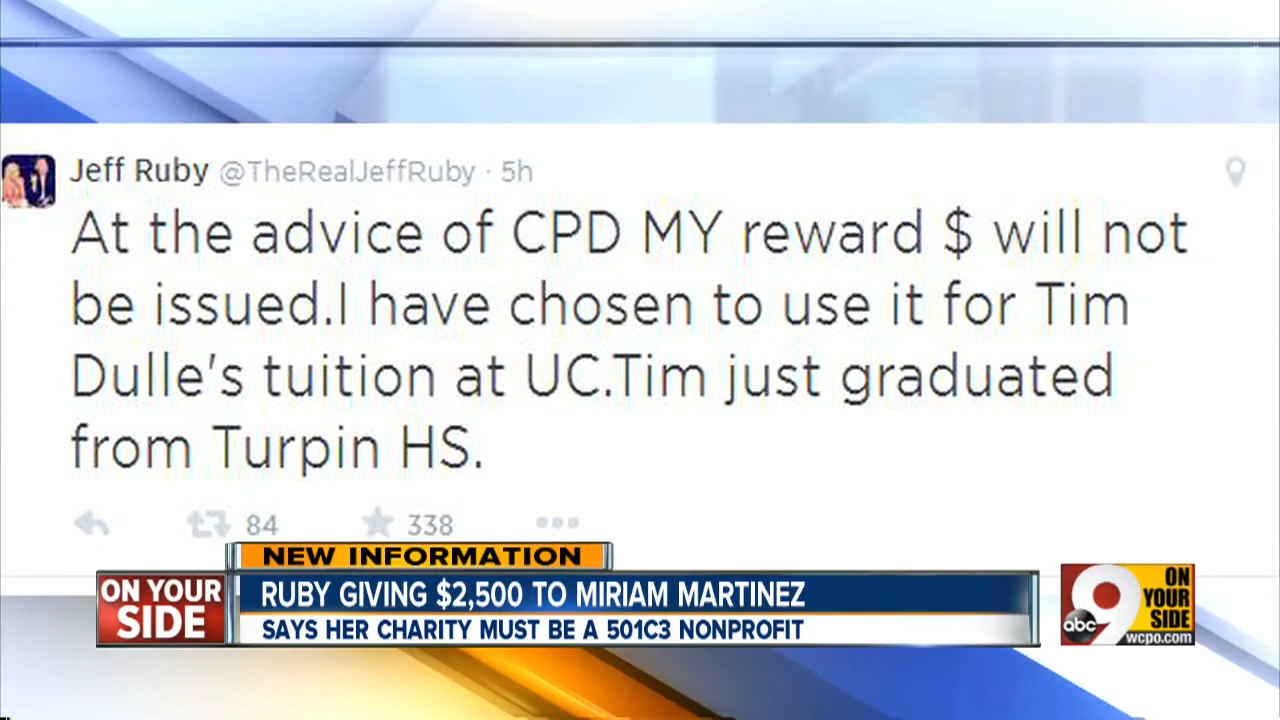 Jeff Ruby @TheRealJeffRuby · 5h
At the advice of CPD MY reward $ will not
be issued.I have chosen to use it for Tim
Dulle's tuition at UC.Tim just graduated
from Turpin HS.
84 338
NEW INFORMATION
ON YOUR
SIDE
RUBY GIVING $2,500 TO MIRIAM MARTINEZ
SAYS HER CHARITY MUST BE A 501C3 NONPROFIT
abc 9
ON
YOUR
SIDE
wcpo.com